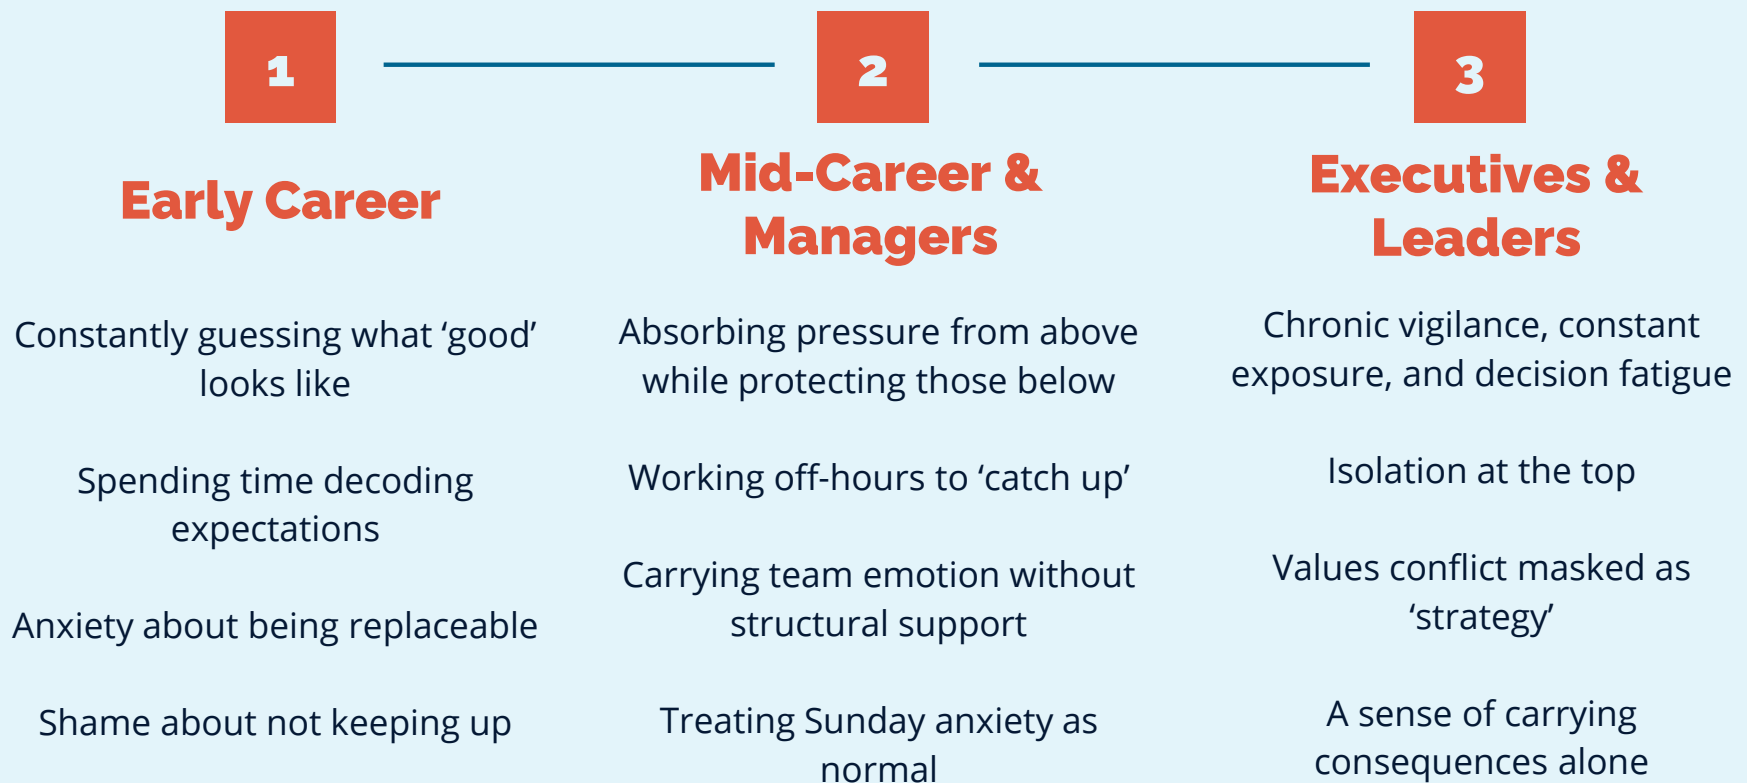 1
Early Career
Constantly guessing what ‘good’
looks like
Spending time decoding
expectations
Anxiety about being replaceable
Shame about not keeping up
2
Mid-Career &
Managers
Absorbing pressure from above
while protecting those below
Working off-hours to ‘catch up’
Carrying team emotion without
structural support
Treating Sunday anxiety as
normal
3
Executives &
Leaders
Chronic vigilance, constant
exposure, and decision fatigue
Isolation at the top
Values conflict masked as
‘strategy’
A sense of carrying
consequences alone